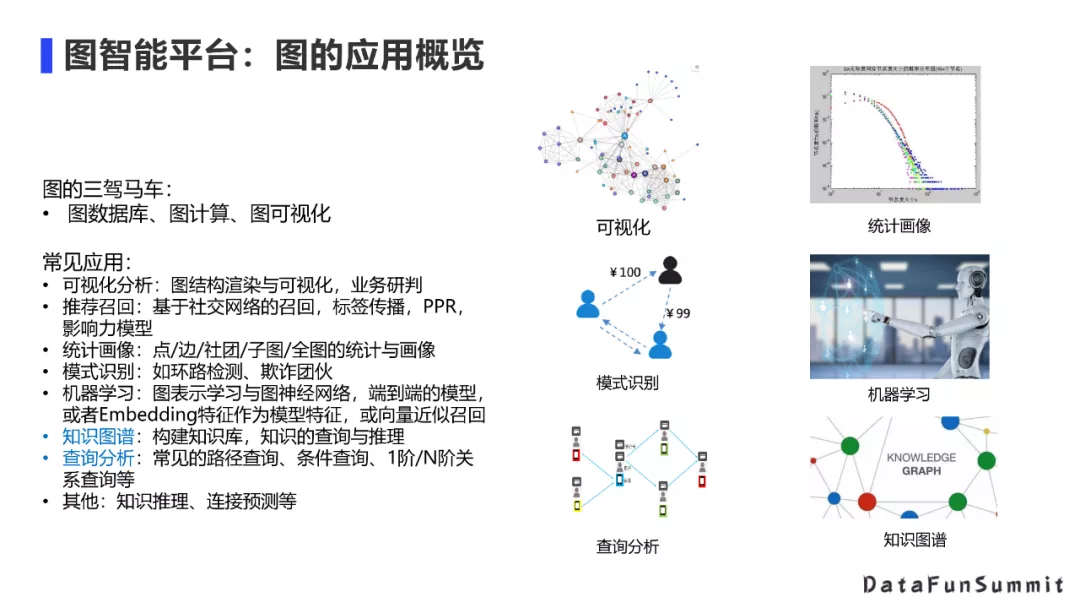 图智能平台：图的应用概览
图的三驾马车：
• 图数据库、图计算、图可视化
常见应用：
• 可视化分析：图结构渲染与可视化，业务研判
• 推荐召回：基于社交网络的召回，标签传播，PPR，
影响力模型
• 统计画像：点/边/社团/子图/全图的统计与画像
• 模式识别：如环路检测、欺诈团伙
• 机器学习：图表示学习与图神经网络，端到端的模型，
或者Embedding特征作为模型特征，或向量近似召回
• 知识图谱：构建知识库，知识的查询与推理
• 查询分析：常见的路径查询、条件查询、1阶/N阶关
系查询等
• 其他：知识推理、连接预测等
可视化
统计画像
￥100
￥99
模式识别
机器学习
KNOWLEDGE
GRAPH
查询分析
知识图谱
DataFunSummit